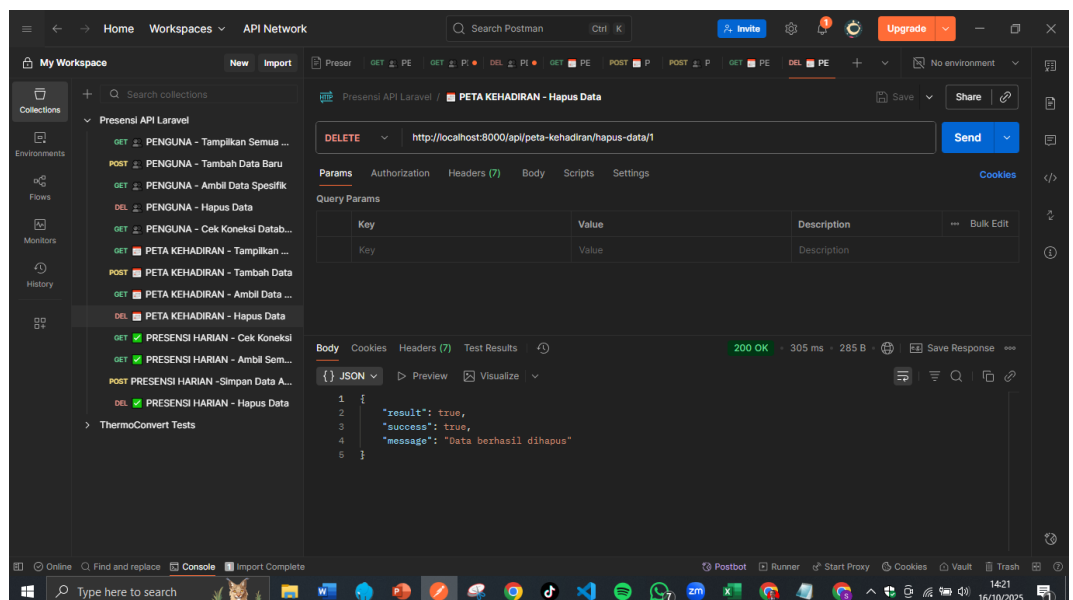 Home Workspaces API Network Search Postman Ctrl K Invite 1 Upgrade
My Workspace New Import Preser GET PE GET P DEL PI GET PE POST P POST P GET PE DEL PE No environment
Collections
Environments
Flows
Monitors
History
Search collections
Presensi API Laravel
GET PENGUNA - Tampilkan Semua ...
POST PENGUNA - Tambah Data Baru
GET PENGUNA - Ambil Data Spesifik
DEL PENGUNA - Hapus Data
GET PENGUNA - Cek Koneksi Datab...
GET PETA KEHADIRAN - Tampilkan ...
POST PETA KEHADIRAN - Tambah Data
GET PETA KEHADIRAN - Ambil Data ...
DEL PETA KEHADIRAN - Hapus Data
GET PRESENSI HARIAN - Cek Koneksi
GET PRESENSI HARIAN - Ambil Sem...
POST PRESENSI HARIAN -Simpan Data A...
DEL PRESENSI HARIAN - Hapus Data
ThermoConvert Tests
HTTP Presensi API Laravel / PETA KEHADIRAN - Hapus Data Save Share
DELETE http://localhost:8000/api/peta-kehadiran/hapus-data/1 Send
Params Authorization Headers (7) Body Scripts Settings Cookies
Query Params
Key Value Description Bulk Edit
Key Value Description
Body Cookies Headers (7) Test Results 200 OK 305 ms 285 B Save Response
{} JSON Preview Visualize
1 {
2 "result": true,
3 "success": true,
4 "message": "Data berhasil dihapus"
5 }
Online Find and replace Console 1 Import Complete Postbot Runner Start Proxy Cookies Vault Trash
Type here to search 7 zm 14:21
16/10/2025